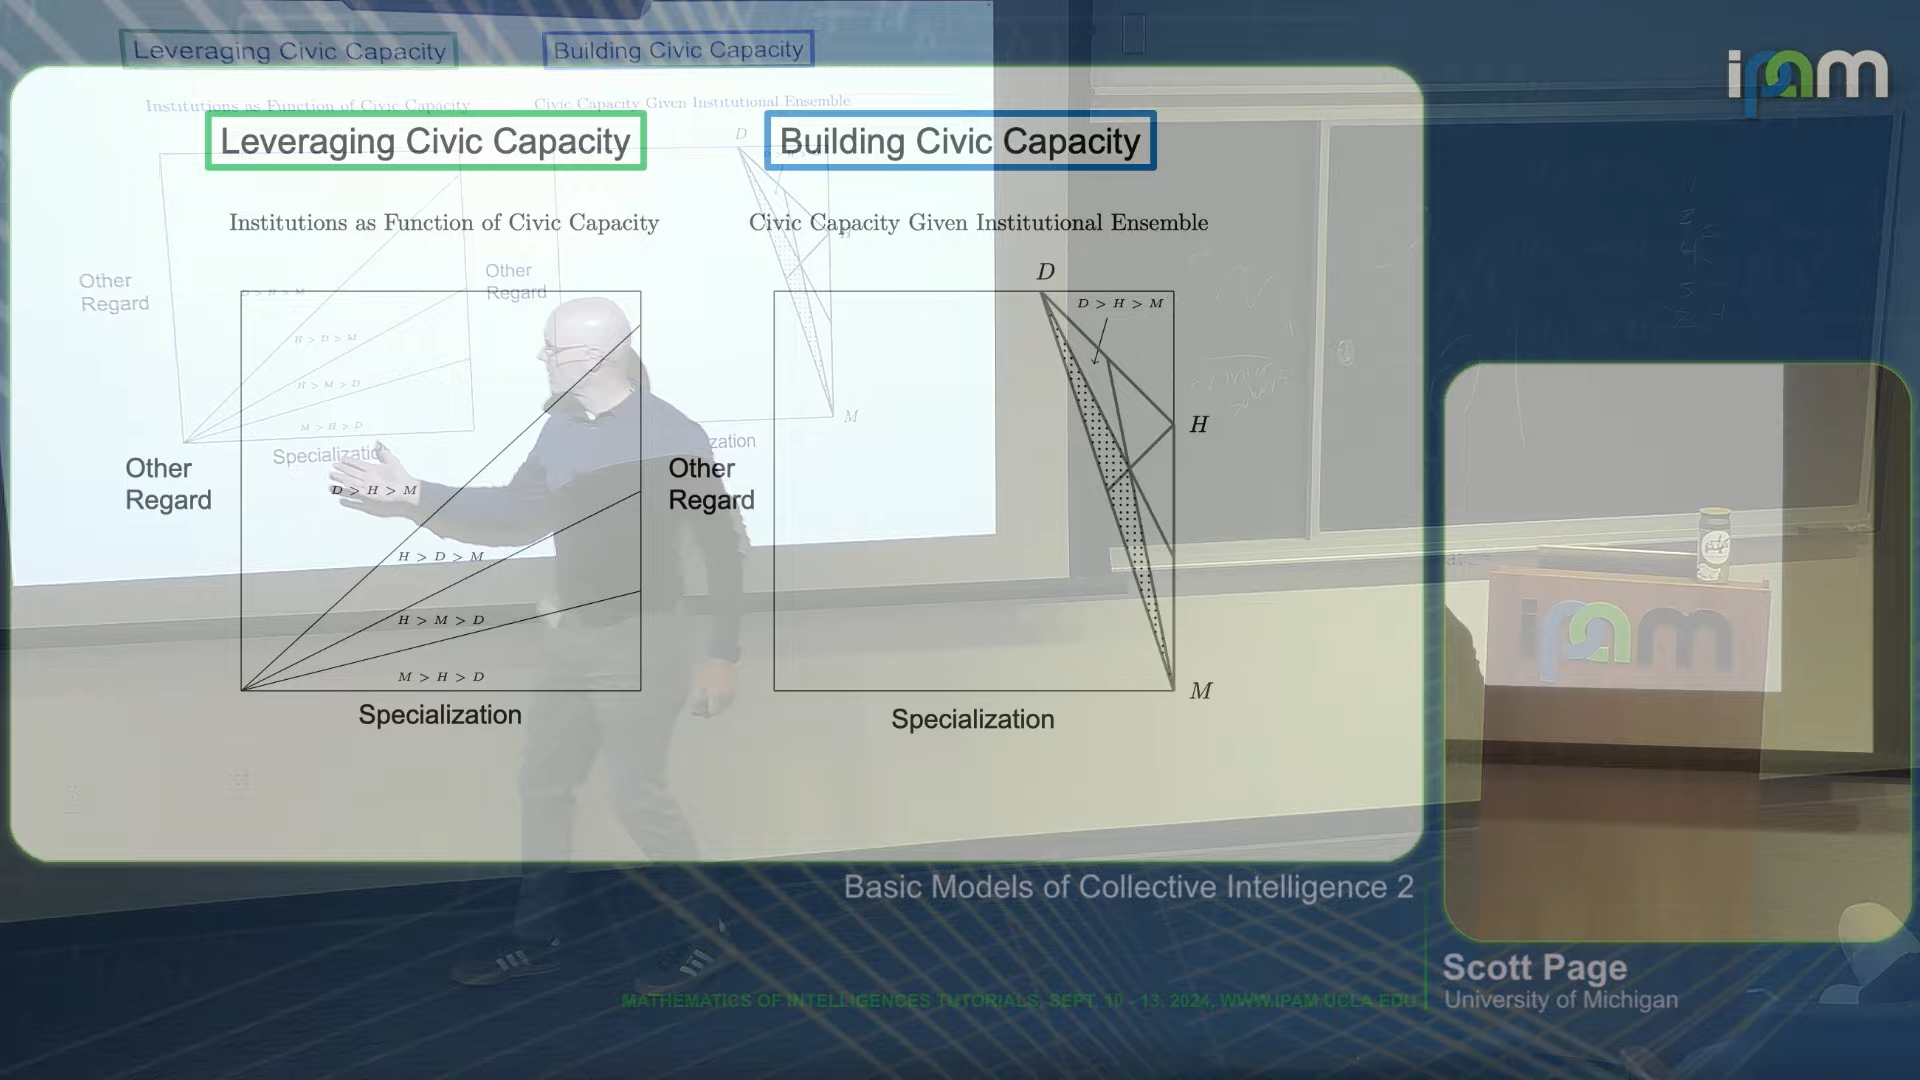 Leveraging Civic Capacity
Building Civic Capacity
Institutions as Function of Civic Capacity
Civic Capacity Given Institutional Ensemble
Other
Regard
Other
Regard
H > D > M
H > M > D
M > H > D
Specializatio
zation
D
M
ipam
Leveraging Civic Capacity
Building Civic Capacity
Institutions as Function of Civic Capacity
Civic Capacity Given Institutional Ensemble
Other
Regard
D > H > M
H > D > M
H > M > D
M > H > D
Specialization
Other
Regard
D
D > H > M
H
M
Specialization
ipam
Basic Models of Collective Intelligence 2
Scott Page
University of Michigan
MATHEMATICS OF INTELLIGENCES TUTORIALS, SEPT. 10 - 13. 2024, WWW.IPAM.UCLA.EDU